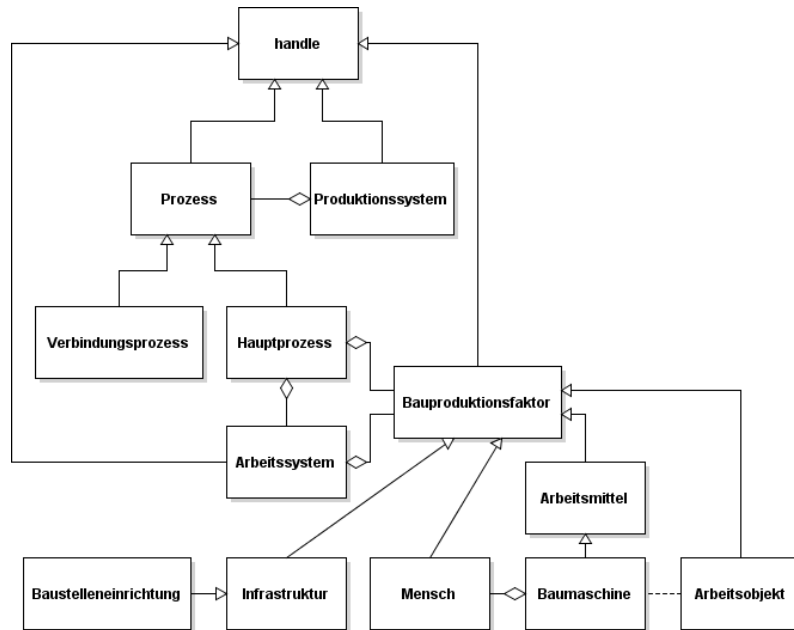 handle
Prozess
Produktionssystem
Verbindungsprozess
Hauptprozess
Bauproduktionsfaktor
Arbeitssystem
Arbeitsmittel
Baustelleneinrichtung
Infrastruktur
Mensch
Baumaschine
Arbeitsobjekt